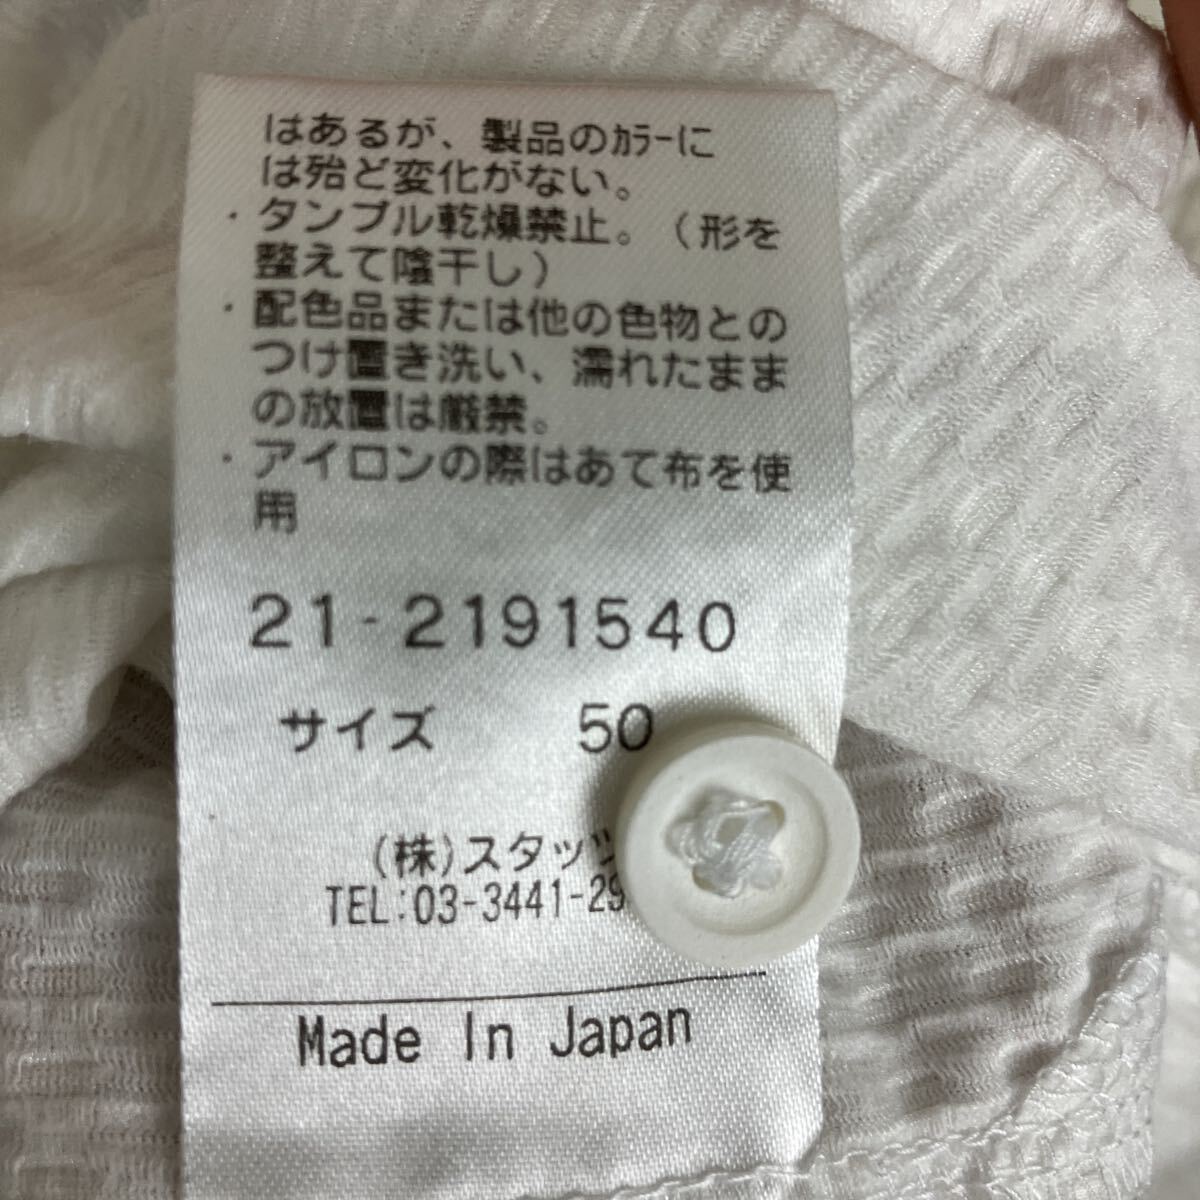 はあるが、製品のｶﾗｰに
は殆ど変化がない。
・タンブル乾燥禁止。（形を
整えて陰干し）
・配色品または他の色物との
つけ置き洗い、濡れたまま
の放置は厳禁。
・アイロンの際はあて布を使
用
21-2191540
サイズ 50
(株)スタッツ
TEL:03-3441-29
Made In Japan